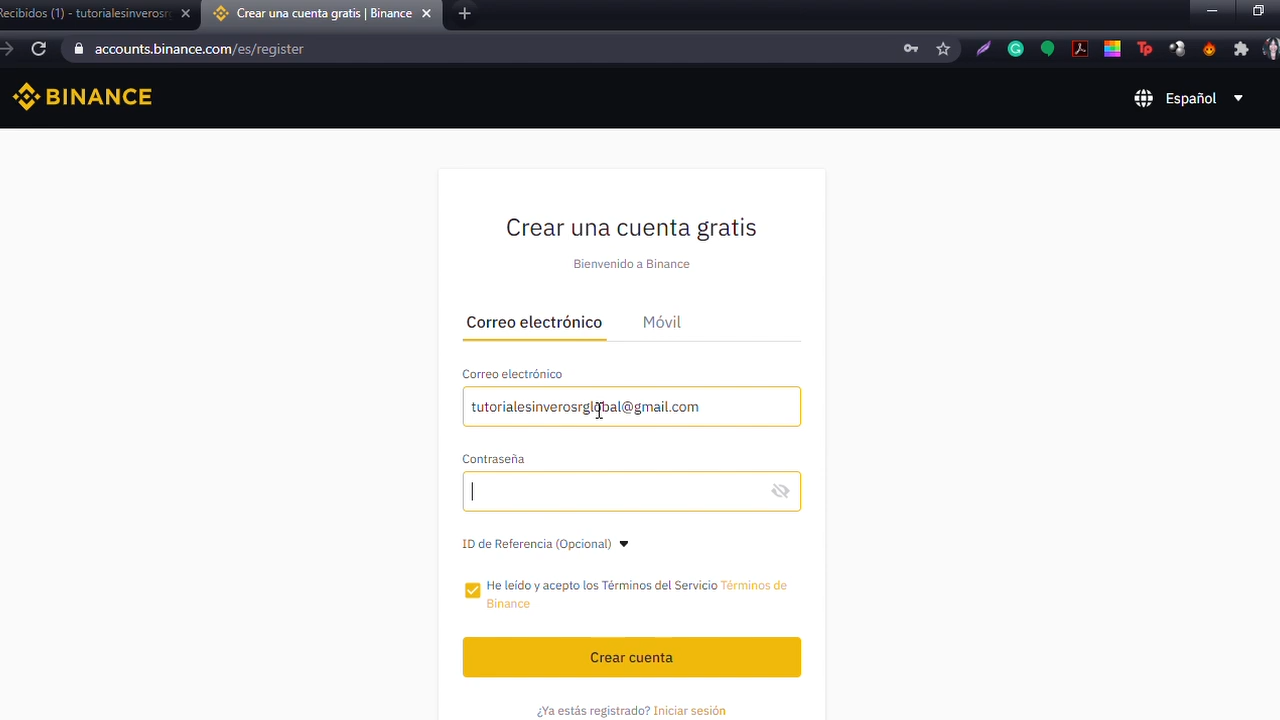 Recibidos (1) - tutorialesinverosr
Crear una cuenta gratis | Binance
accounts.binance.com/es/register
BINANCE
Español
Crear una cuenta gratis
Bienvenido a Binance
Correo electrónico Móvil
Correo electrónico
tutorialesinverosrglobal@gmail.com
Contraseña
ID de Referencia (Opcional)
He leído y acepto los Términos del Servicio Términos de
Binance
Crear cuenta
¿Ya estás registrado? Iniciar sesión